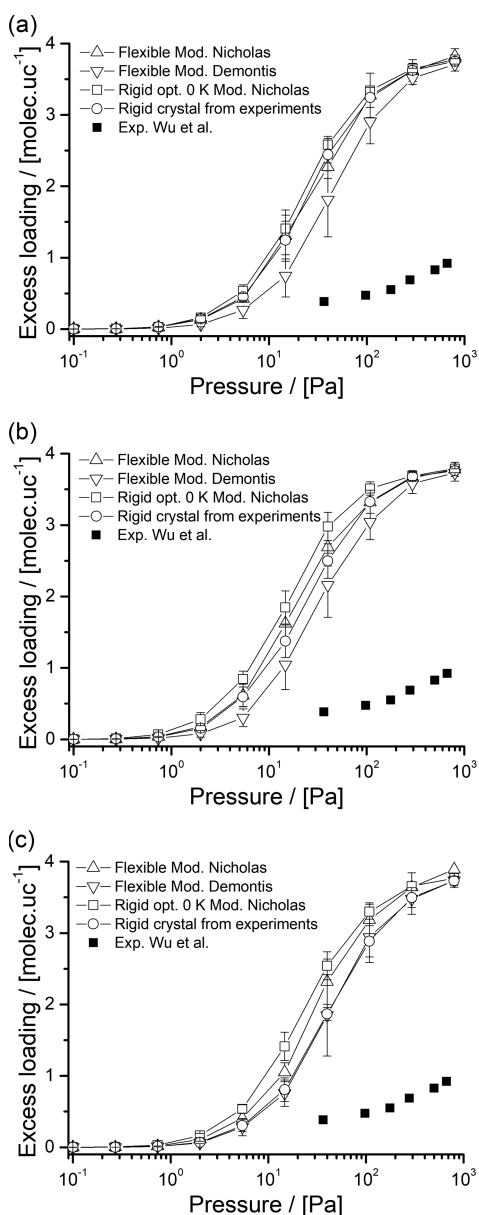 (a)
Excess loading / [molec.uc⁻¹]
4
3
2
1
0
Flexible Mod. Nicholas
Flexible Mod. Demontis
Rigid opt. 0 K Mod. Nicholas
Rigid crystal from experiments
Exp. Wu et al.
10⁻¹ 10⁰ 10¹ 10² 10³
Pressure / [Pa]
(b)
Excess loading / [molec.uc⁻¹]
4
3
2
1
0
Flexible Mod. Nicholas
Flexible Mod. Demontis
Rigid opt. 0 K Mod. Nicholas
Rigid crystal from experiments
Exp. Wu et al.
10⁻¹ 10⁰ 10¹ 10² 10³
Pressure / [Pa]
(c)
Excess loading / [molec.uc⁻¹]
4
3
2
1
0
Flexible Mod. Nicholas
Flexible Mod. Demontis
Rigid opt. 0 K Mod. Nicholas
Rigid crystal from experiments
Exp. Wu et al.
10⁻¹ 10⁰ 10¹ 10² 10³
Pressure / [Pa]